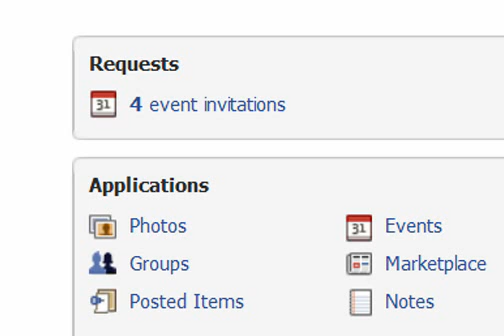 Requests
31 4 event invitations
Applications
Photos 31 Events
Groups Marketplace
Posted Items Notes